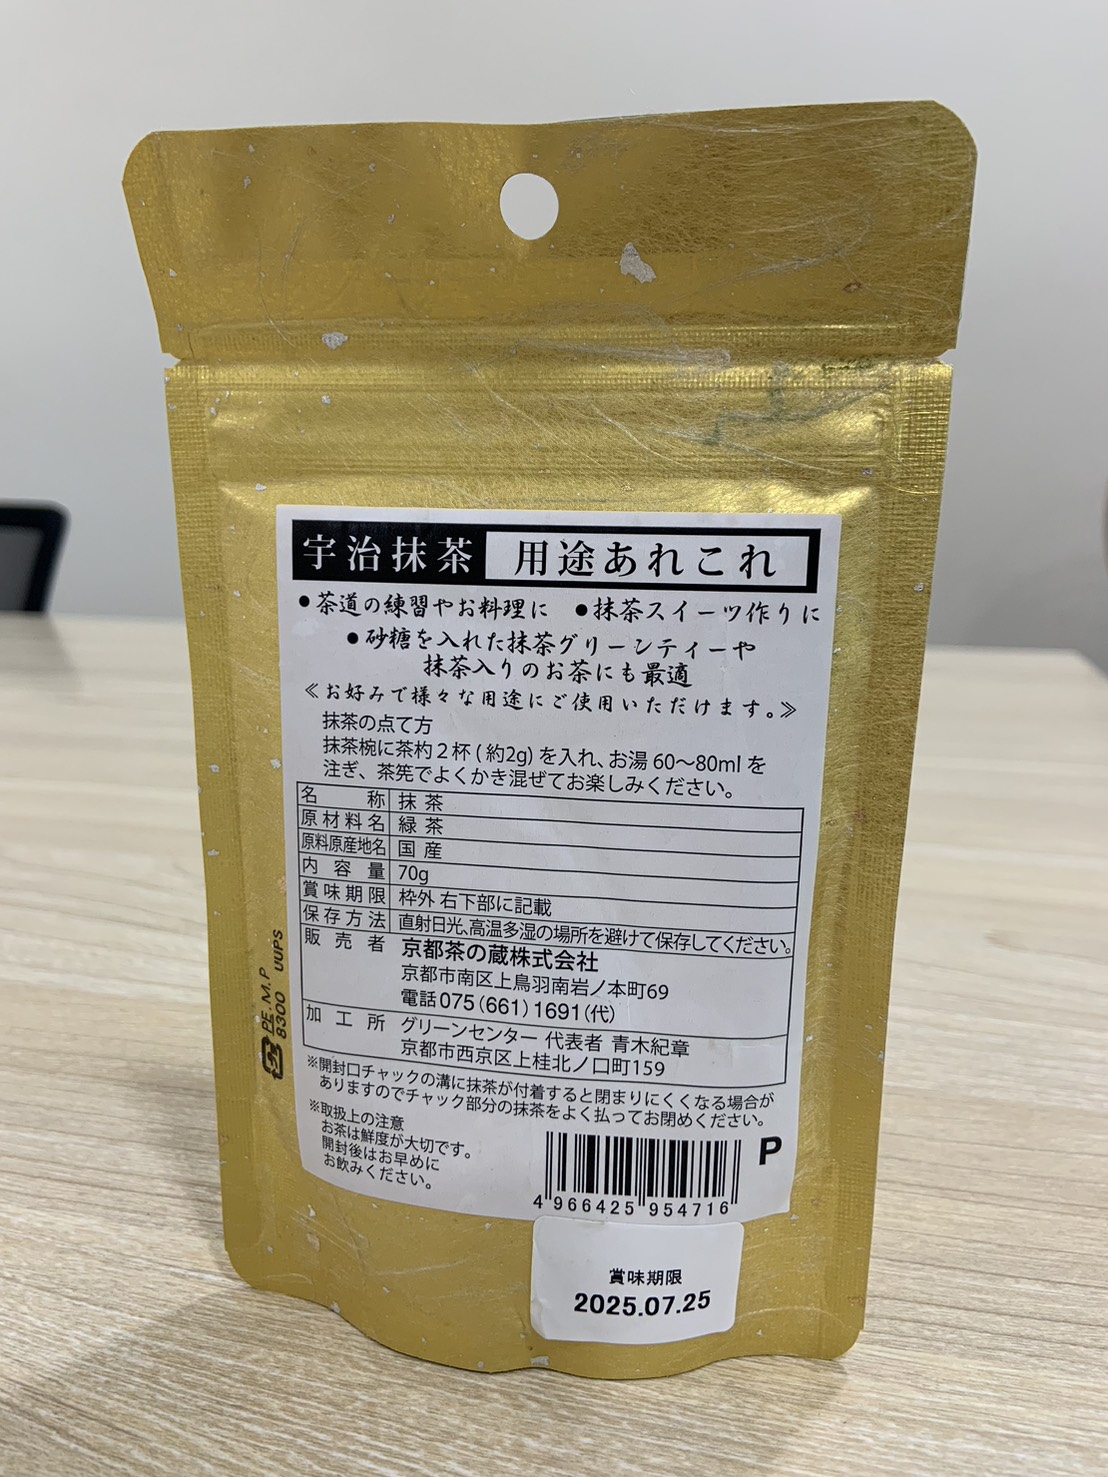 宇治抹茶 用途あれこれ
●茶道の練習やお料理に ●抹茶スイーツ作りに
●砂糖を入れた抹茶グリーンティーや
抹茶入りのお茶にも最適
≪お好みで様々な用途にご使用いただけます。≫
抹茶の点て方
抹茶椀に茶杓2杯(約2g)を入れ、お湯60〜80mlを
注ぎ、茶筅でよくかき混ぜてお楽しみください。
名称 抹茶
原材料名 緑茶
原料原産地名 国産
内容量 70g
賞味期限 枠外 右下部に記載
保存方法 直射日光、高温多湿の場所を避けて保存してください。
販売者 京都茶の蔵株式会社
京都市南区上鳥羽南岩ノ本町69
電話075(661)1691(代)
加工所 グリーンセンター 代表者 青木紀章
京都市西京区上桂北ノ口町159
※開封口チャックの溝に抹茶が付着すると閉まりにくくなる場合が
ありますのでチャック部分の抹茶をよく払ってお閉めください。
※取扱上の注意
お茶は鮮度が大切です。
開封後はお早めに
お飲みください。
P
4 966425 954716
賞味期限
2025.07.25
PE.M.P
8300 UUPS